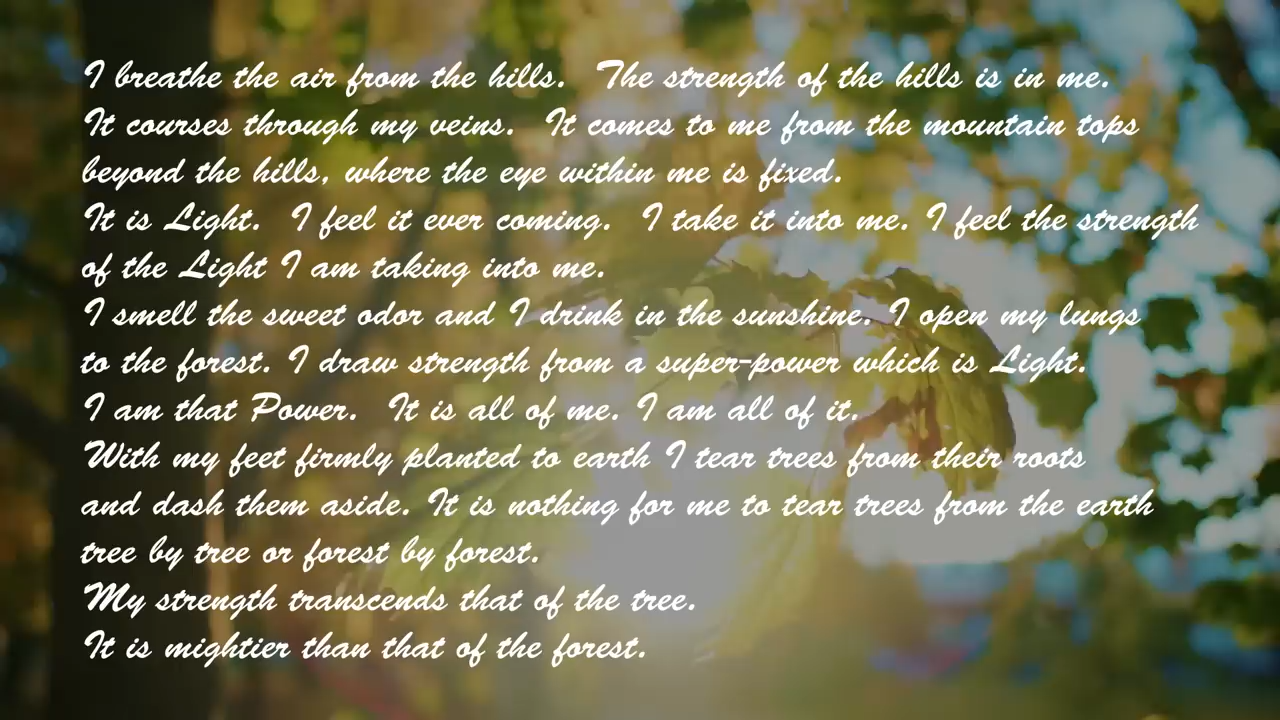 I breathe the air from the hills.  The strength of the hills is in me.
It courses through my veins.  It comes to me from the mountain tops
beyond the hills, where the eye within me is fixed.
It is Light.  I feel it ever coming.  I take it into me. I feel the strength
of the Light I am taking into me.
I smell the sweet odor and I drink in the sunshine. I open my lungs
to the forest. I draw strength from a super-power which is Light.
I am that Power.  It is all of me. I am all of it.
With my feet firmly planted to earth I tear trees from their roots
and dash them aside. It is nothing for me to tear trees from the earth
tree by tree or forest by forest.
My strength transcends that of the tree.
It is mightier than that of the forest.